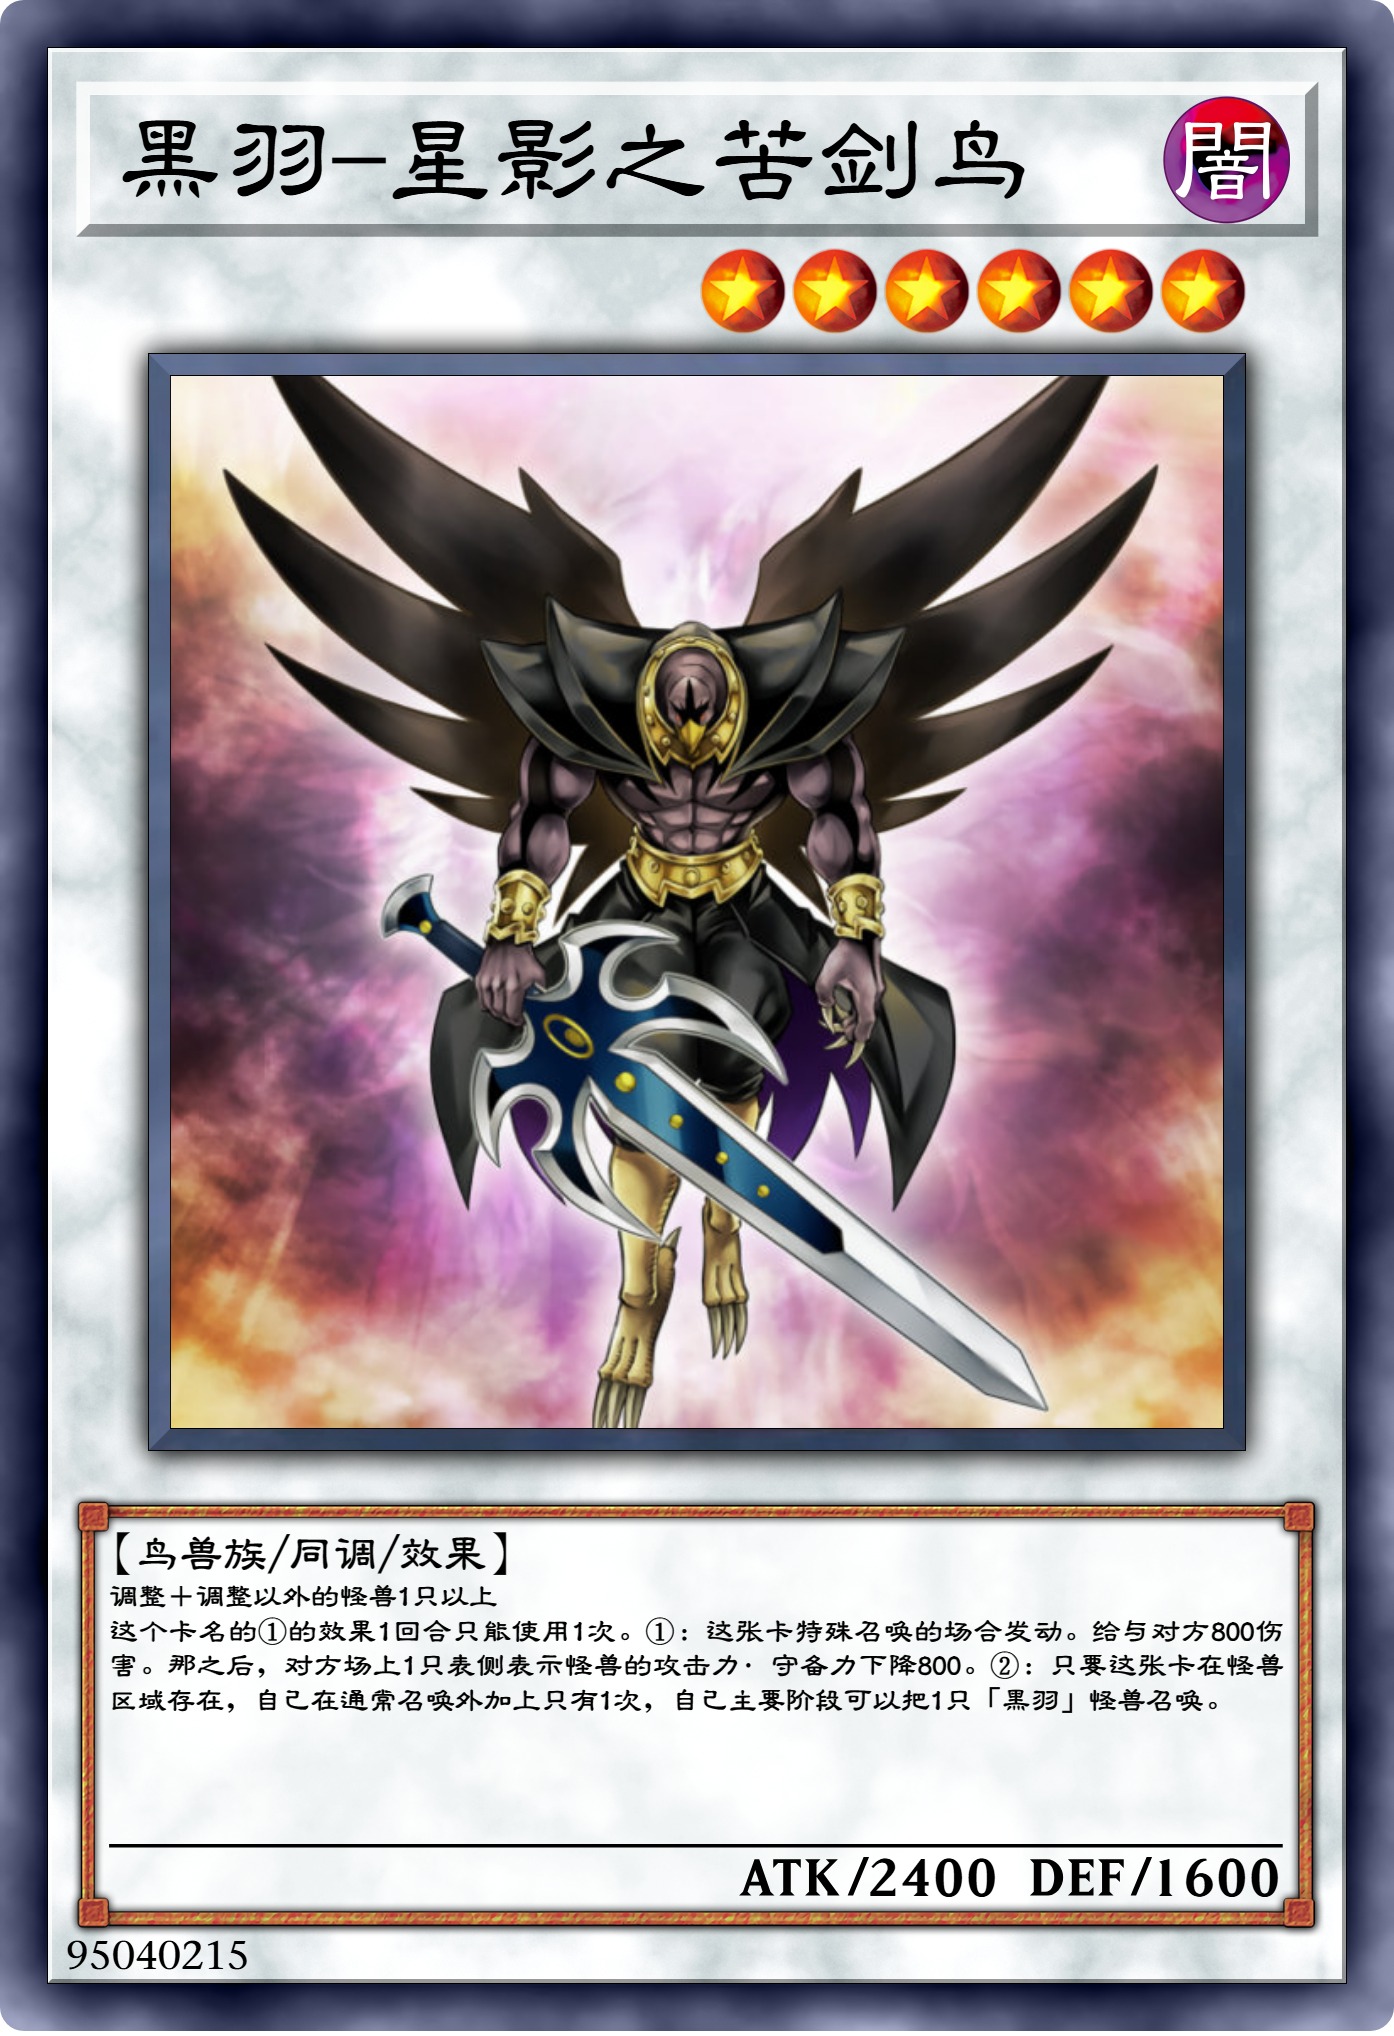 黑羽-星影之苦剑鸟
闇
【鸟兽族/同调/效果】
调整＋调整以外的怪兽1只以上
这个卡名的①的效果1回合只能使用1次。①：这张卡特殊召唤的场合发动。给与对方800伤
害。那之后，对方场上1只表侧表示怪兽的攻击力·守备力下降800。②：只要这张卡在怪兽
区域存在，自己在通常召唤外加上只有1次，自己主要阶段可以把1只「黑羽」怪兽召唤。
ATK/2400 DEF/1600
95040215